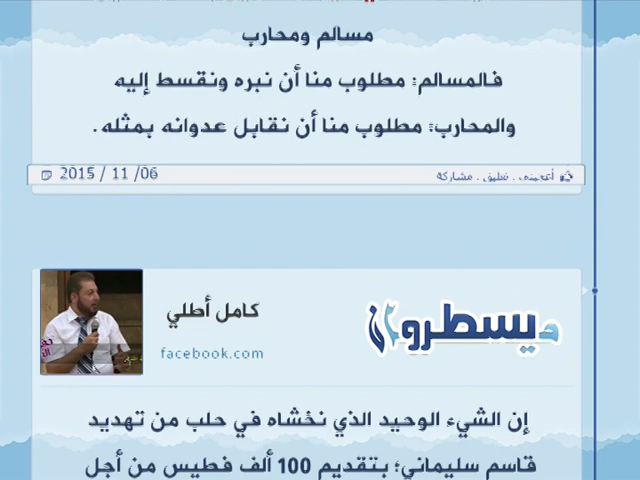 مسالم ومحارب
فالمسالم: مطلوب منا أن نبره ونقسط إليه
والمحارب: مطلوب منا أن نقابل عدوانه بمثله.
أعجبني . تعليق . مشاركة
2015 / 11 /06
كامل أطلي
facebook.com
إن الشيء الوحيد الذي نخشاه في حلب من تهديد
قاسم سليماني؛ بتقديم 100 ألف فطيس من أجل